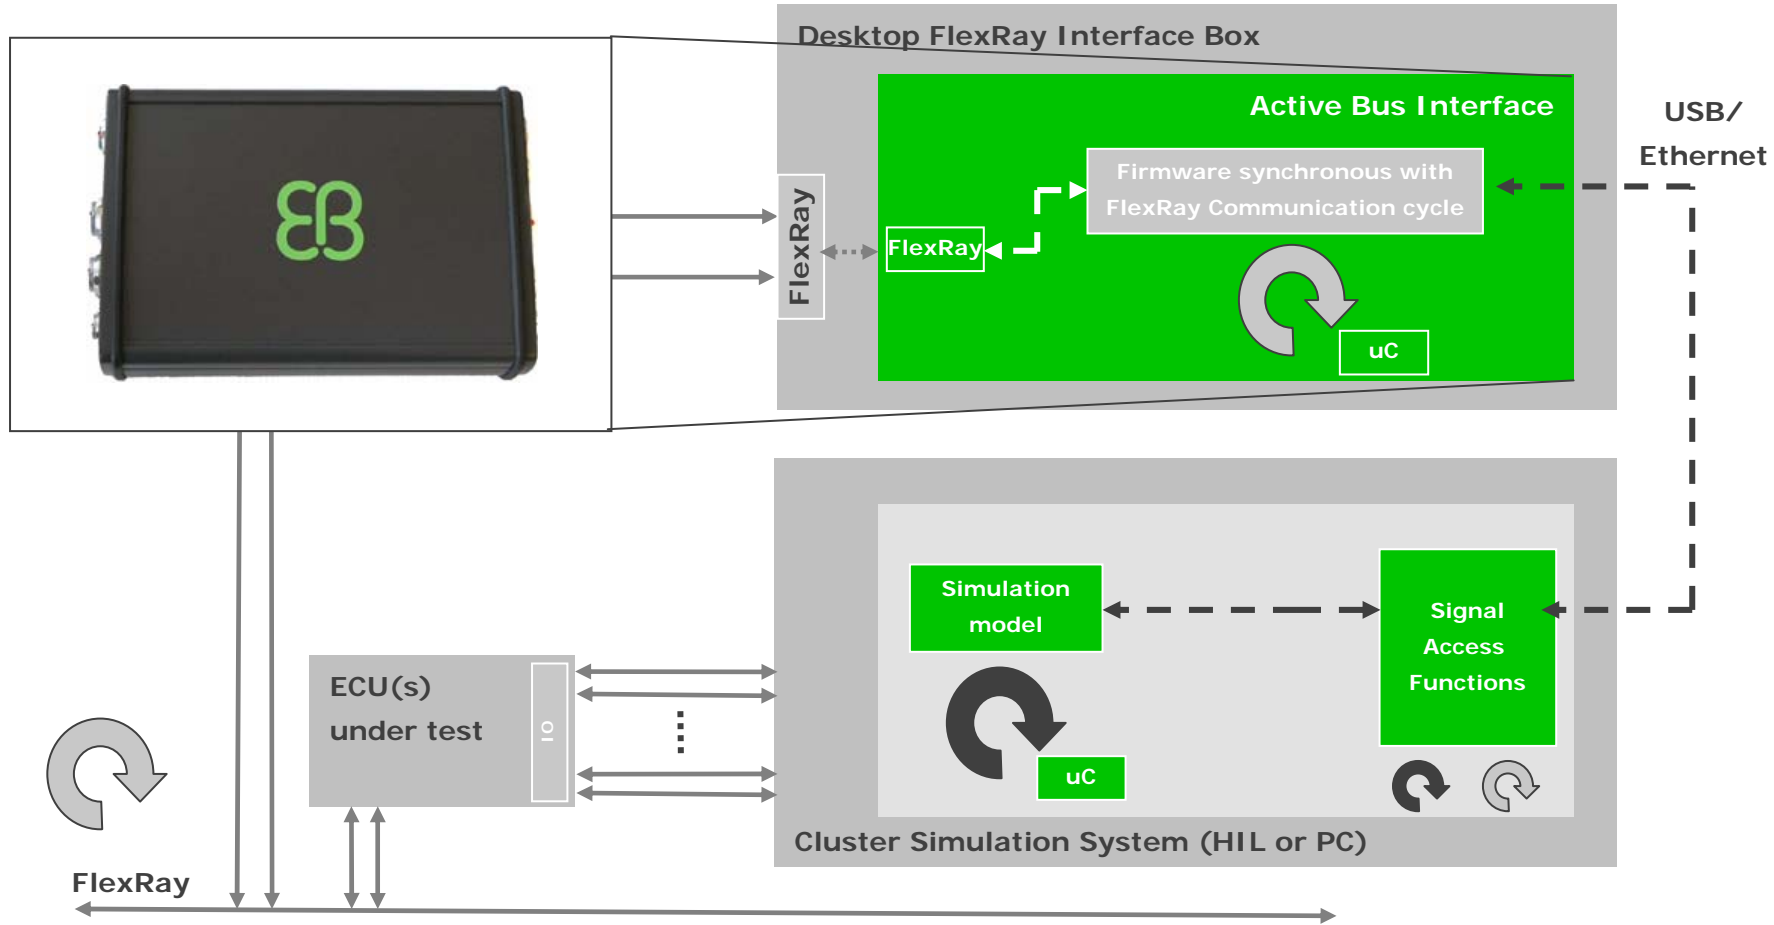 Desktop FlexRay Interface Box
Active Bus Interface
USB/
Ethernet
Firmware synchronous with
FlexRay Communication cycle
FlexRay
FlexRay
uC
EB
Simulation
model
Signal
Access
Functions
uC
ECU(s)
under test
IO
Cluster Simulation System (HIL or PC)
FlexRay